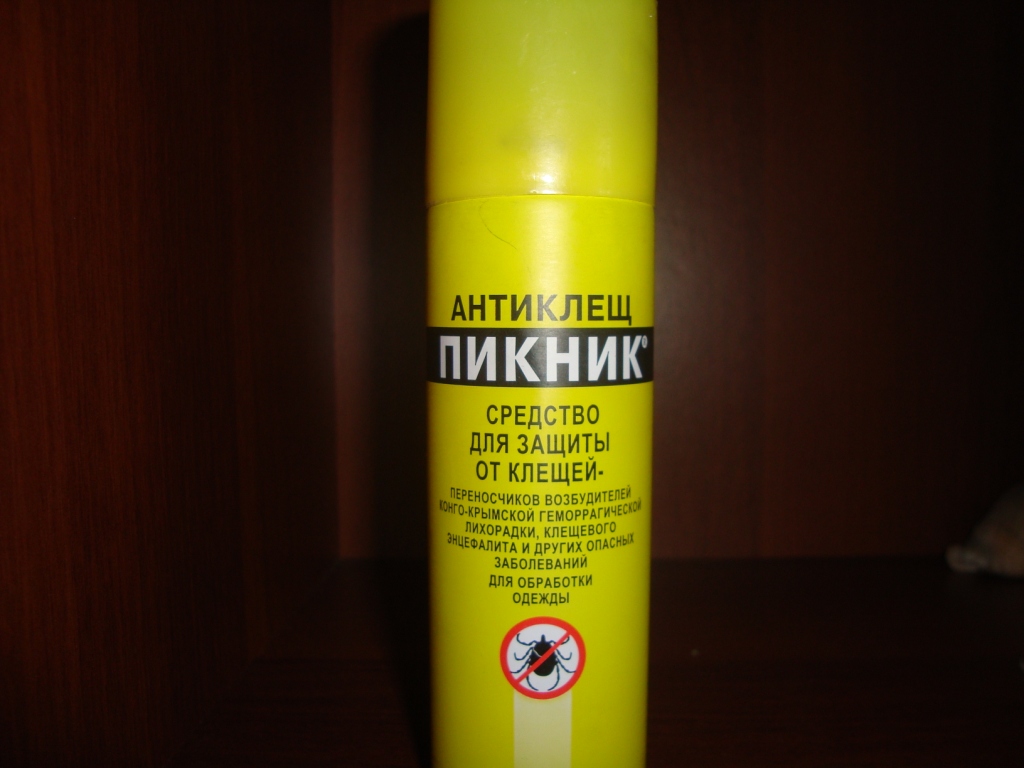 АНТИКЛЕЩ
ПИКНИК®
СРЕДСТВО
ДЛЯ ЗАЩИТЫ
ОТ КЛЕЩЕЙ-
ПЕРЕНОСЧИКОВ ВОЗБУДИТЕЛЕЙ
КОНГО-КРЫМСКОЙ ГЕМОРРАГИЧЕСКОЙ
ЛИХОРАДКИ, КЛЕЩЕВОГО
ЭНЦЕФАЛИТА И ДРУГИХ ОПАСНЫХ
ЗАБОЛЕВАНИЙ
ДЛЯ ОБРАБОТКИ
ОДЕЖДЫ